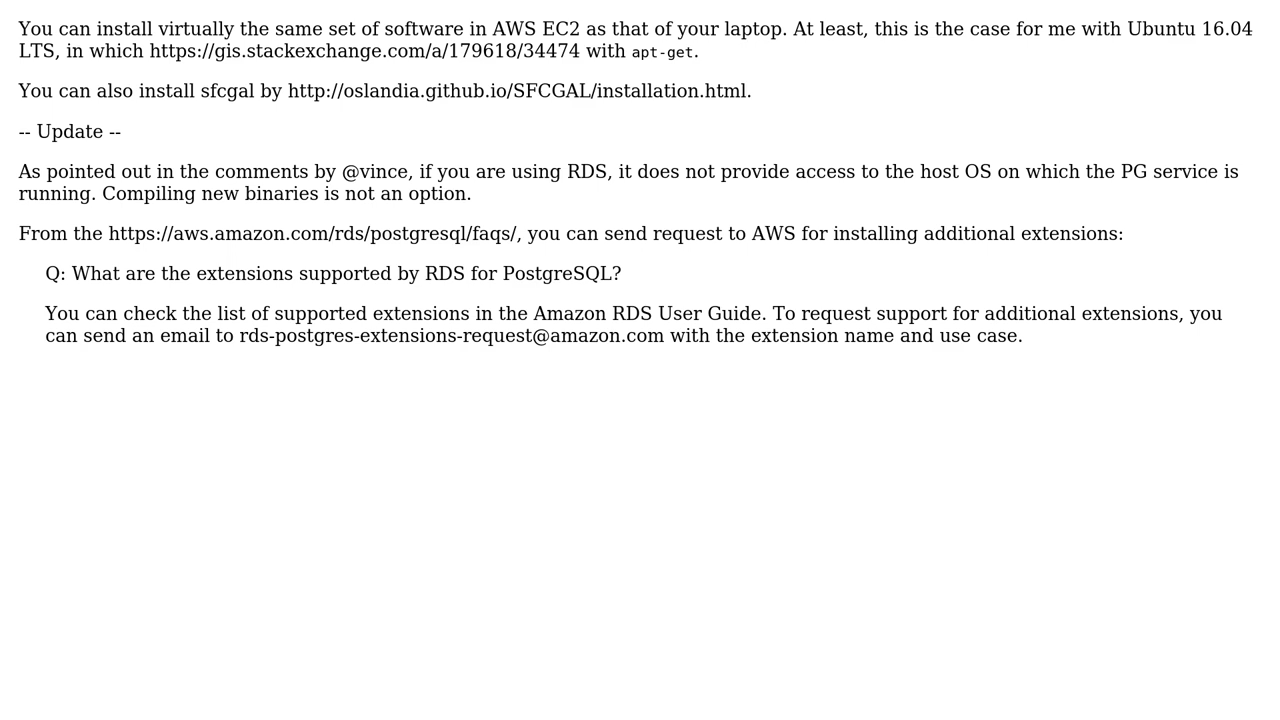 You can install virtually the same set of software in AWS EC2 as that of your laptop. At least, this is the case for me with Ubuntu 16.04
LTS, in which https://gis.stackexchange.com/a/179618/34474 with apt-get.
You can also install sfcgal by http://oslandia.github.io/SFCGAL/installation.html.
-- Update --
As pointed out in the comments by @vince, if you are using RDS, it does not provide access to the host OS on which the PG service is
running. Compiling new binaries is not an option.
From the https://aws.amazon.com/rds/postgresql/faqs/, you can send request to AWS for installing additional extensions:
Q: What are the extensions supported by RDS for PostgreSQL?
You can check the list of supported extensions in the Amazon RDS User Guide. To request support for additional extensions, you
can send an email to rds-postgres-extensions-request@amazon.com with the extension name and use case.